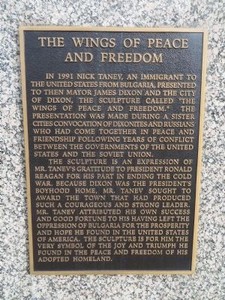 THE WINGS OF PEACE
AND FREEDOM
IN 1991 NICK TANEV, AN IMMIGRANT TO
THE UNITED STATES FROM BULGARIA, PRESENTED
TO THEN MAYOR JAMES DIXON AND THE CITY
OF DIXON, THE SCULPTURE CALLED "THE
WINGS OF PEACE AND FREEDOM." THE
PRESENTATION WAS MADE DURING A SISTER
CITIES CONVOCATION OF DIXONITES AND RUSSIANS
WHO HAD COME TOGETHER IN PEACE AND
FRIENDSHIP FOLLOWING YEARS OF CONFLICT
BETWEEN THE GOVERNMENTS OF THE UNITED
STATES AND THE SOVIET UNION.
THE SCULPTURE IS AN EXPRESSION OF
MR. TANEV'S GRATITUDE TO PRESIDENT RONALD
REAGAN FOR HIS PART IN ENDING THE COLD
WAR. BECAUSE DIXON WAS THE PRESIDENT'S
BOYHOOD HOME, MR. TANEV SOUGHT TO
AWARD THE TOWN THAT HAD PRODUCED
SUCH A COURAGEOUS AND STRONG LEADER.
MR. TANEV ATTRIBUTED HIS OWN SUCCESS
AND GOOD FORTUNE TO HIS HAVING LEFT THE
OPPRESSION OF BULGARIA FOR THE PROSPERITY
AND HOPE HE FOUND IN THE UNITED STATES
OF AMERICA. THE SCULPTURE IS FOR HIM THE
VERY SYMBOL OF THE JOY AND TRIUMPH HE
FOUND IN THE PEACE AND FREEDOM OF HIS
ADOPTED HOMELAND.